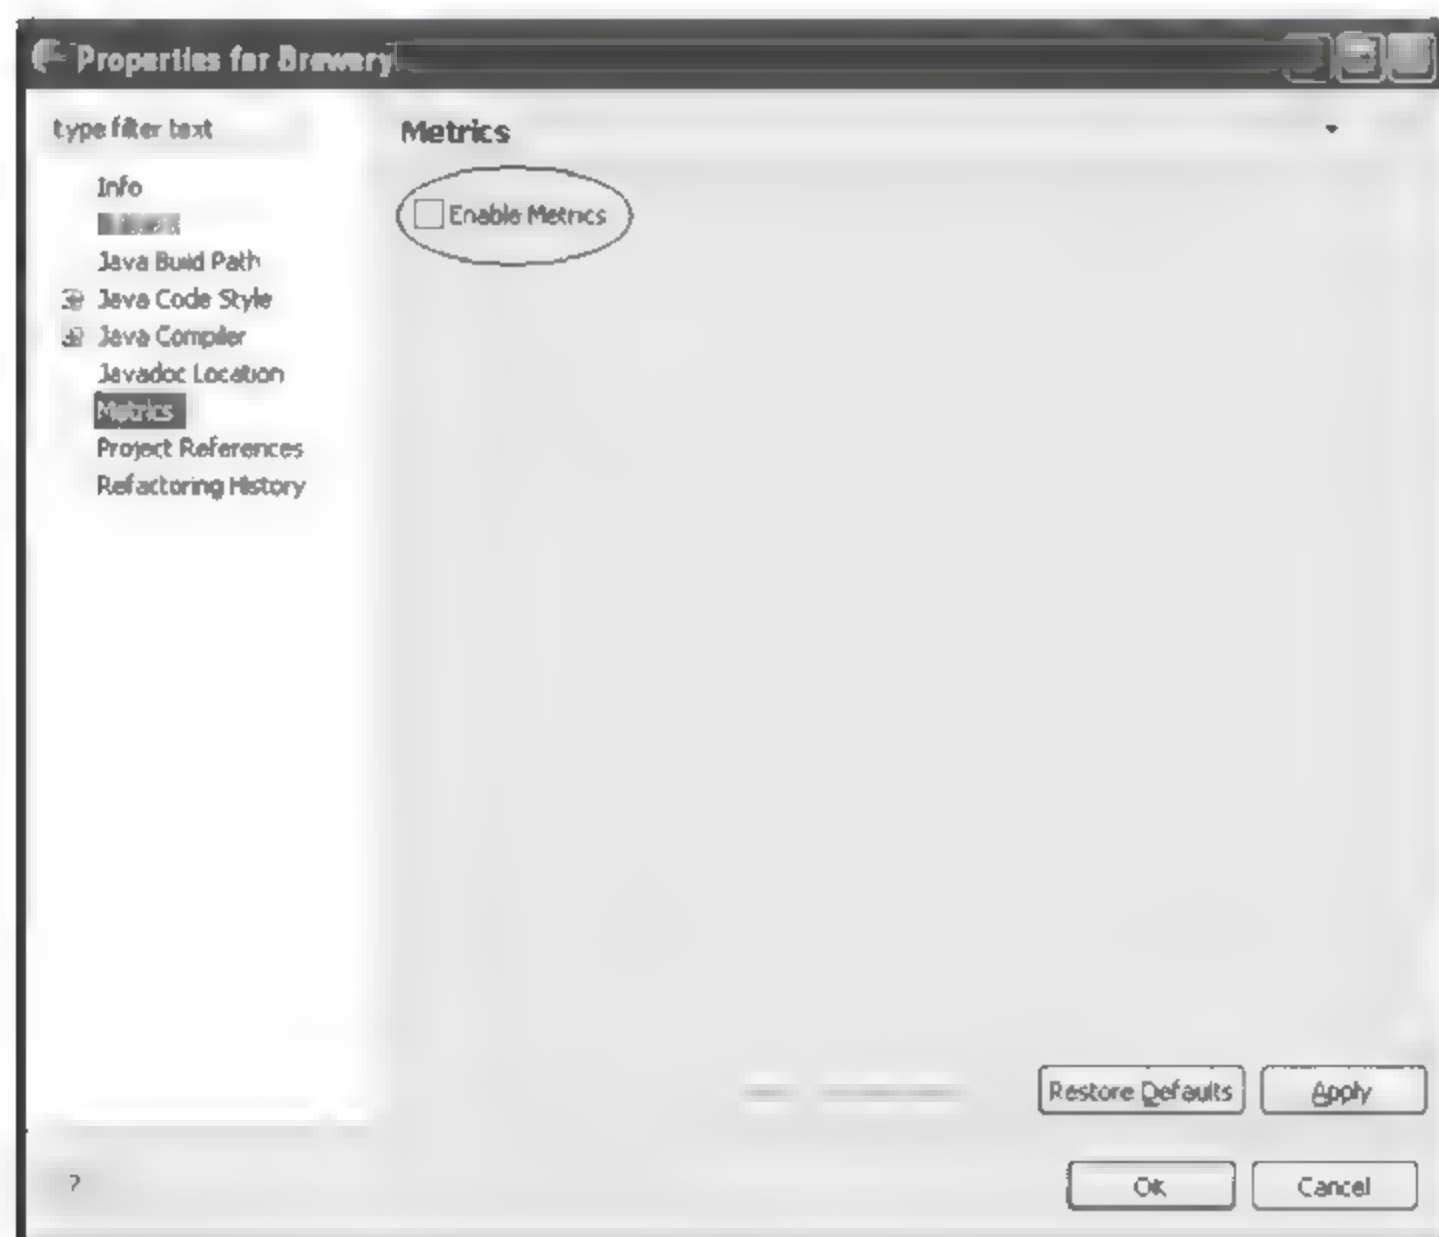 Properties for Brewery
type filter text
Metrics
Info
Enable Metrics
Java Build Path
Java Code Style
Java Compiler
Javadoc Location
Metrics
Project References
Refactoring History
Restore Defaults
Apply
?
OK
Cancel